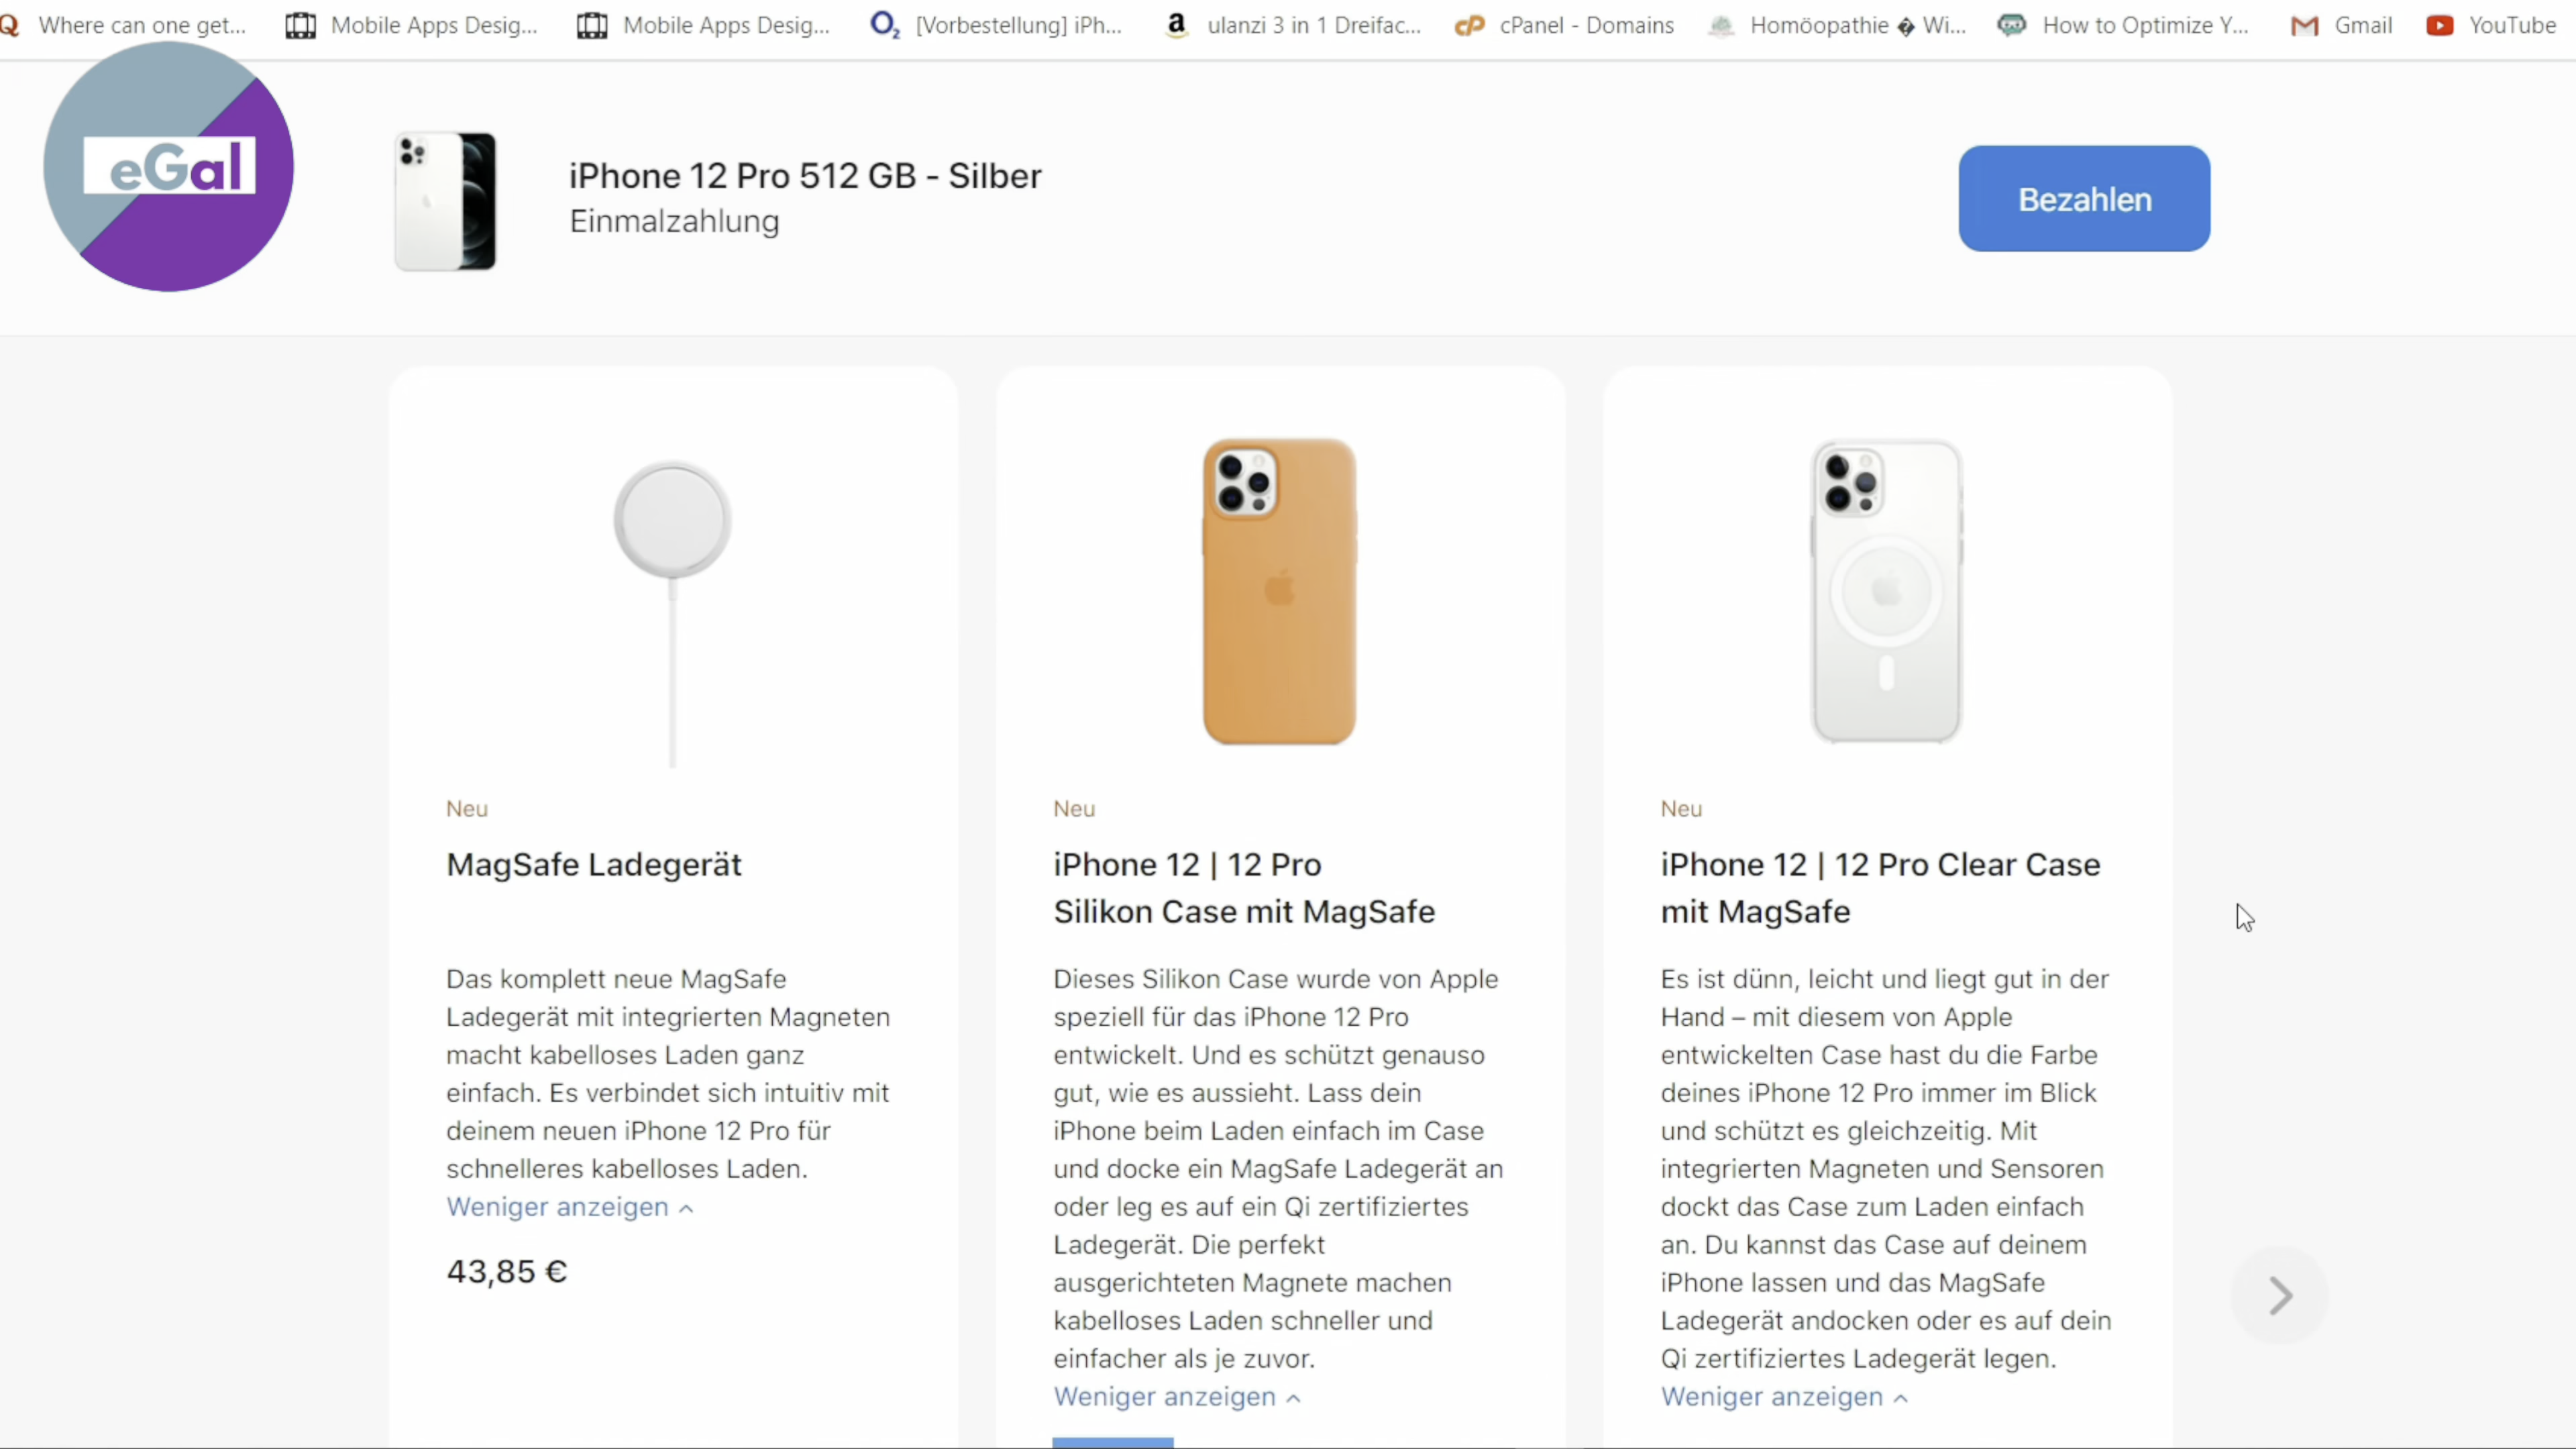 Where can one get...
Mobile Apps Desig...
Mobile Apps Desig...
O2
[Vorbestellung] iPh...
a
ulanzi 3 in 1 Dreifac...
cP
cPanel - Domains
Homöopathie � Wi...
How to Optimize Y...
Gmail
YouTube
eGal
iPhone 12 Pro 512 GB - Silber
Einmalzahlung
Bezahlen
Neu
MagSafe Ladegerät
Das komplett neue MagSafe
Ladegerät mit integrierten Magneten
macht kabelloses Laden ganz
einfach. Es verbindet sich intuitiv mit
deinem neuen iPhone 12 Pro für
schnelleres kabelloses Laden.
Weniger anzeigen
43,85 €
Neu
iPhone 12 | 12 Pro
Silikon Case mit MagSafe
Dieses Silikon Case wurde von Apple
speziell für das iPhone 12 Pro
entwickelt. Und es schützt genauso
gut, wie es aussieht. Lass dein
iPhone beim Laden einfach im Case
und docke ein MagSafe Ladegerät an
oder leg es auf ein Qi zertifiziertes
Ladegerät. Die perfekt
ausgerichteten Magnete machen
kabelloses Laden schneller und
einfacher als je zuvor.
Weniger anzeigen
Neu
iPhone 12 | 12 Pro Clear Case
mit MagSafe
Es ist dünn, leicht und liegt gut in der
Hand – mit diesem von Apple
entwickelten Case hast du die Farbe
deines iPhone 12 Pro immer im Blick
und schützt es gleichzeitig. Mit
integrierten Magneten und Sensoren
dockt das Case zum Laden einfach
an. Du kannst das Case auf deinem
iPhone lassen und das MagSafe
Ladegerät andocken oder es auf dein
Qi zertifiziertes Ladegerät legen.
Weniger anzeigen